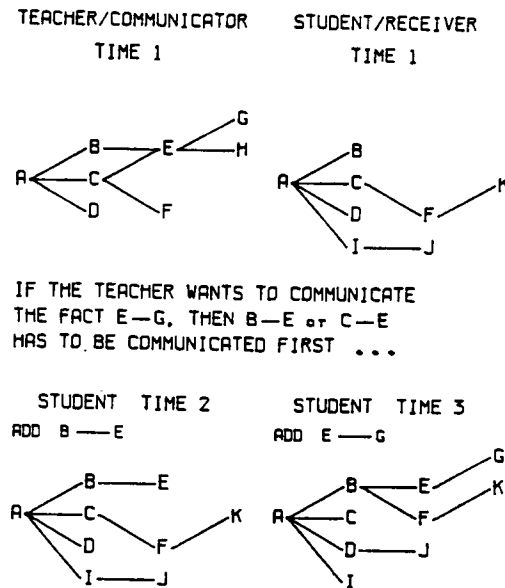 TEACHER/COMMUNICATOR
TIME 1
STUDENT/RECEIVER
TIME 1
G
B E H
A C
D F
B
A C K
D F
I J
IF THE TEACHER WANTS TO COMMUNICATE
THE FACT E—G, THEN B—E or C—E
HAS TO BE COMMUNICATED FIRST ...
STUDENT TIME 2
ADD B — E
B E
A C K
D F
I J
STUDENT TIME 3
ADD E — G
G
B E K
A C F
D J
I